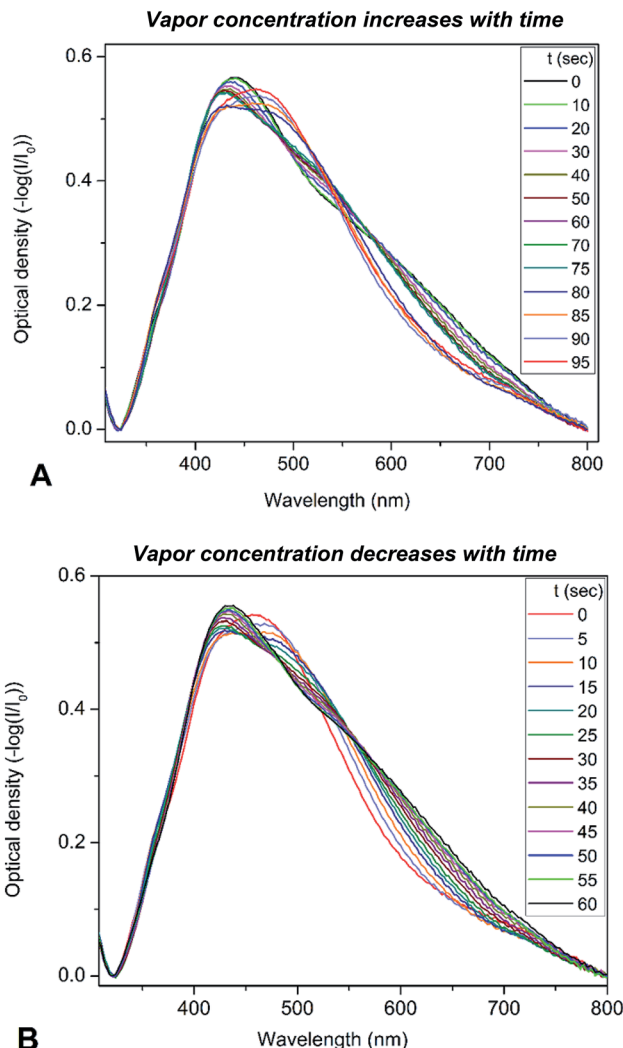 Vapor concentration increases with time
Optical density (-log(I/I0))
0.6
0.4
0.2
0.0
t (sec)
0
10
20
30
40
50
60
70
75
80
85
90
95
400 500 600 700 800
A
Wavelength (nm)
Vapor concentration decreases with time
Optical density (-log(I/I0))
0.6
0.4
0.2
0.0
t (sec)
0
5
10
15
20
25
30
35
40
45
50
55
60
400 500 600 700 800
B
Wavelength (nm)